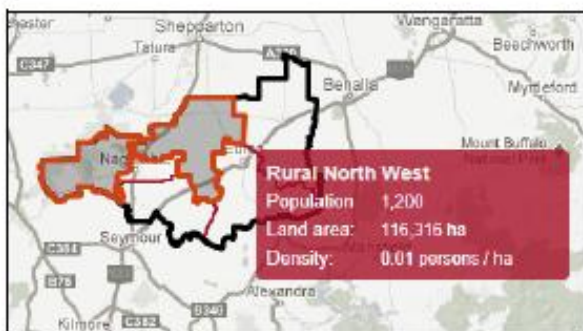 Shepparton
Wangaratta
Tatura
Beechworth
C347
Benalla
Myrtleford
Mount Buffalo
National Park
Rural North West
Population 1,200
Land area: 116,316 ha
Density: 0.01 persons / ha
Seymour
C384
B75
B340
Alexandra
Kilmore
C382